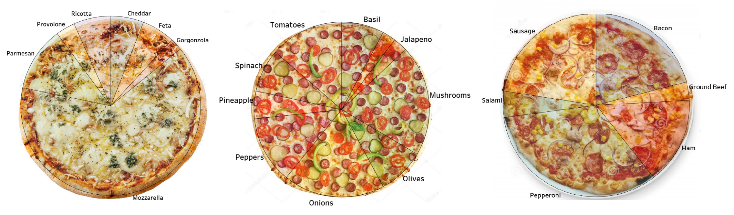 Ricotta
Cheddar
Provolone
Feta
Gorgonzola
Parmesan
Mozzarella
Tomatoes
Basil
Jalapeno
Spinach
Pineapple
Mushrooms
Peppers
Olives
Onions
Sausage
Bacon
Salami
Ground Beef
Ham
Pepperoni